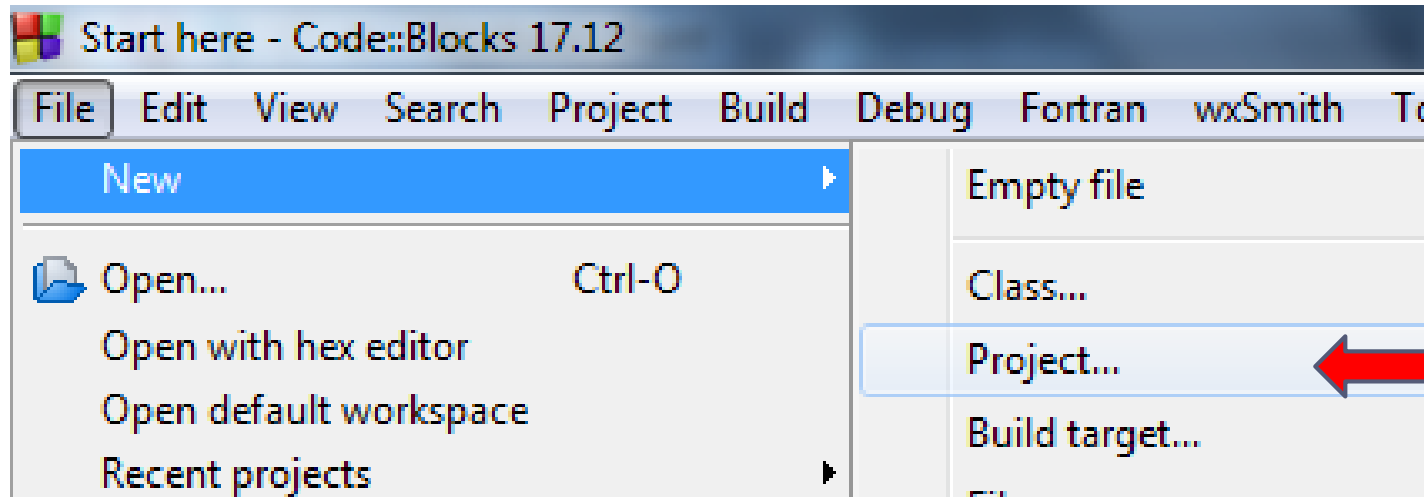 Start here - Code::Blocks 17.12
File Edit View Search Project Build Debug Fortran wxSmith
New
Empty file
Open... Ctrl-O
Class...
Open with hex editor
Project...
Open default workspace
Build target...
Recent projects